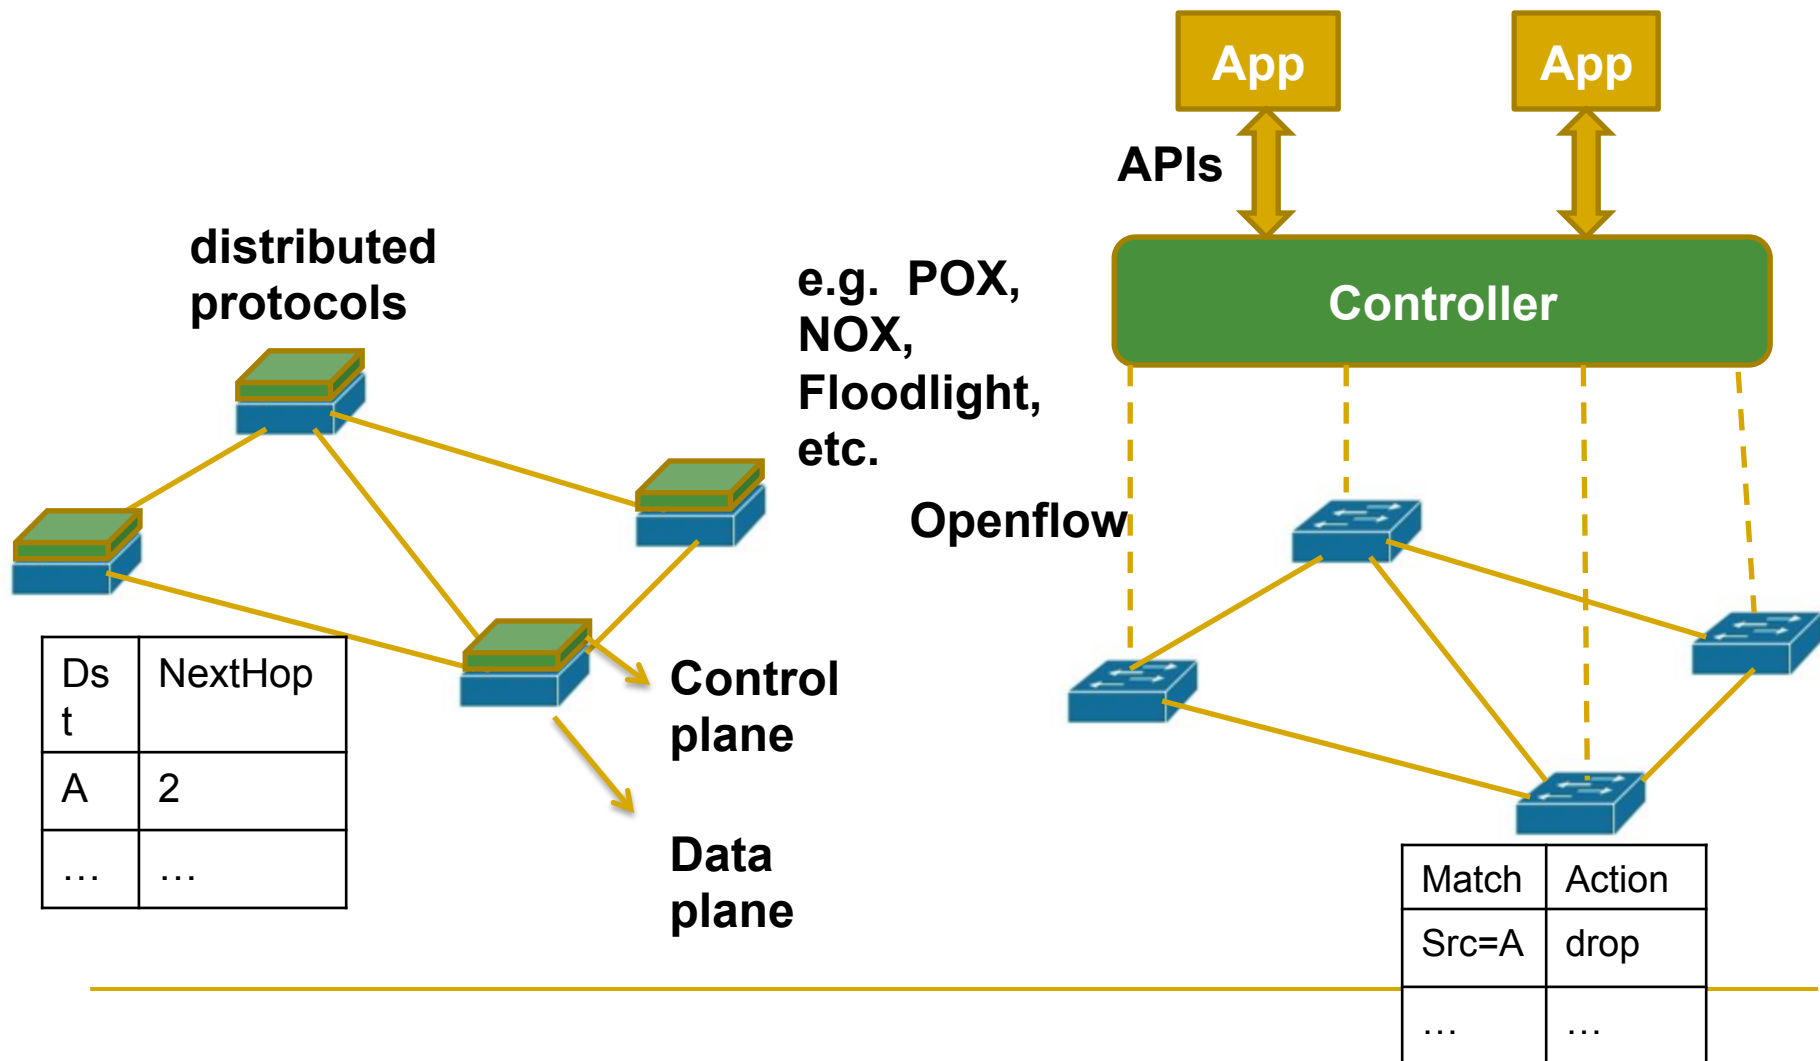 App
App
APIs
distributed
protocols
e.g.  POX,
NOX,
Floodlight,
etc.
Controller
Openflow
Ds
t
NextHop
A
2
…
…
Control
plane
Data
plane
Match
Action
Src=A
drop
…
…